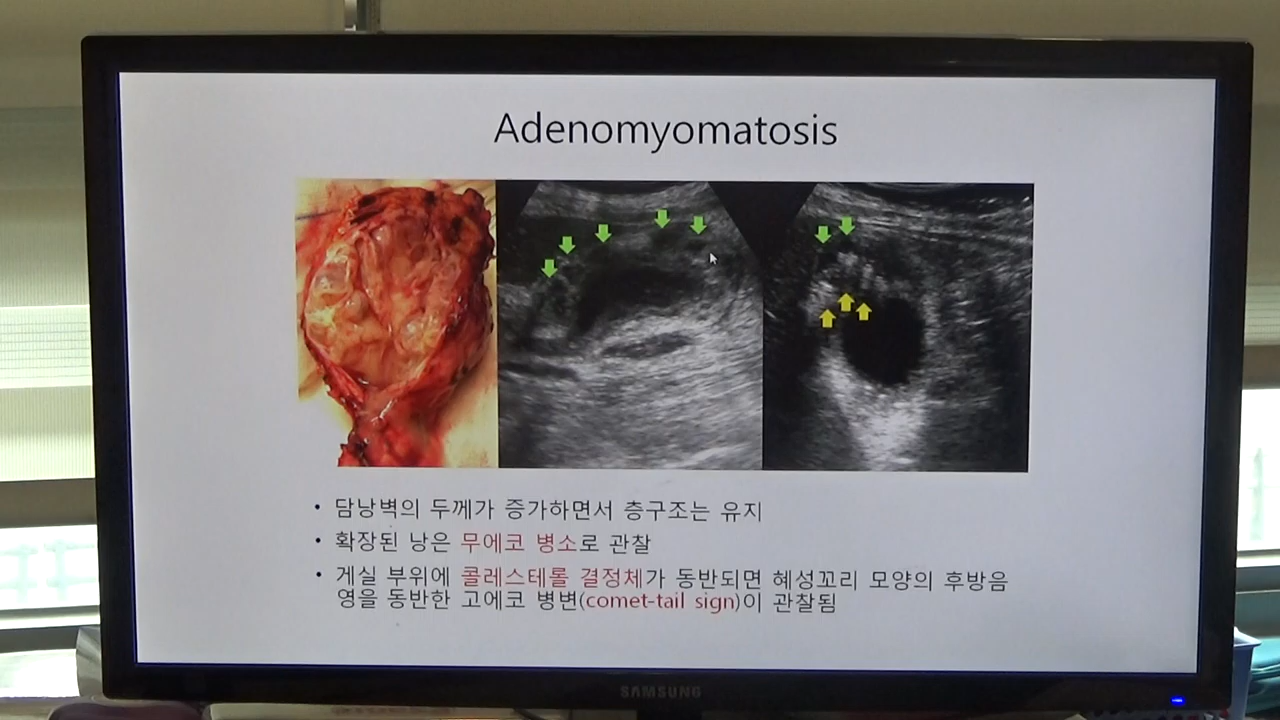 Adenomyomatosis
• 담낭벽의 두께가 증가하면서 층구조는 유지
• 확장된 낭은 무에코 병소로 관찰
• 게실 부위에 콜레스테롤 결정체가 동반되면 혜성꼬리 모양의 후방음
영을 동반한 고에코 병변(comet-tail sign)이 관찰됨
SAMSUNG